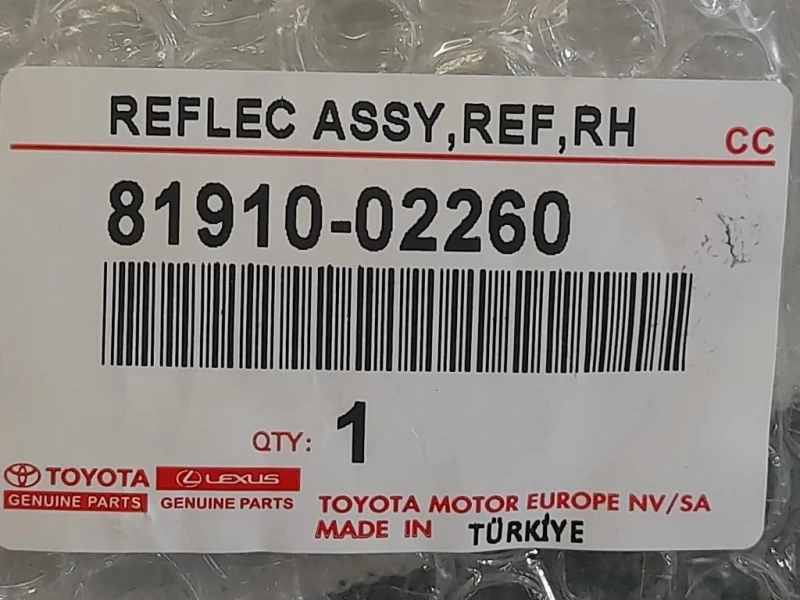 REFLEC ASSY,REF,RH
CC
81910-02260
QTY: 1
TOYOTA LEXUS
GENUINE PARTS GENUINE PARTS
TOYOTA MOTOR EUROPE NV/SA
MADE IN TÜRKİYE